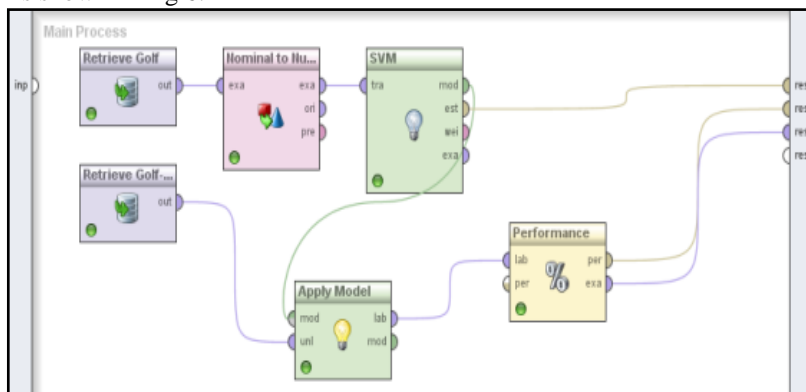 Main Process
inp
Retrieve Golf
out
Nominal to Nu...
exa exa
ori
pre
SVM
tra mod
est
wei
exa
res
res
res
res
Retrieve Golf-...
out
Performance
lab per
per exa
Apply Model
mod lab
unl mod